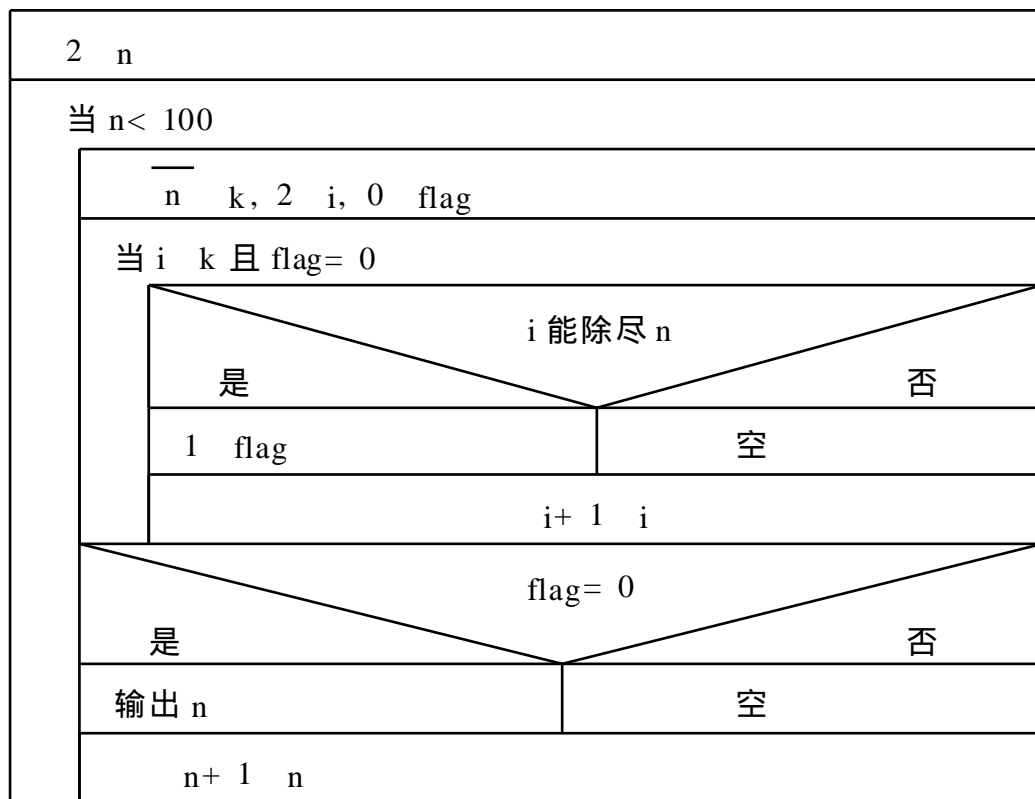 2 n
当 n< 100
n k, 2 i, 0 flag
当 i k 且 flag= 0
i 能除尽 n
是 否
1 flag 空
i+ 1 i
flag= 0
是 否
输出 n 空
n+ 1 n